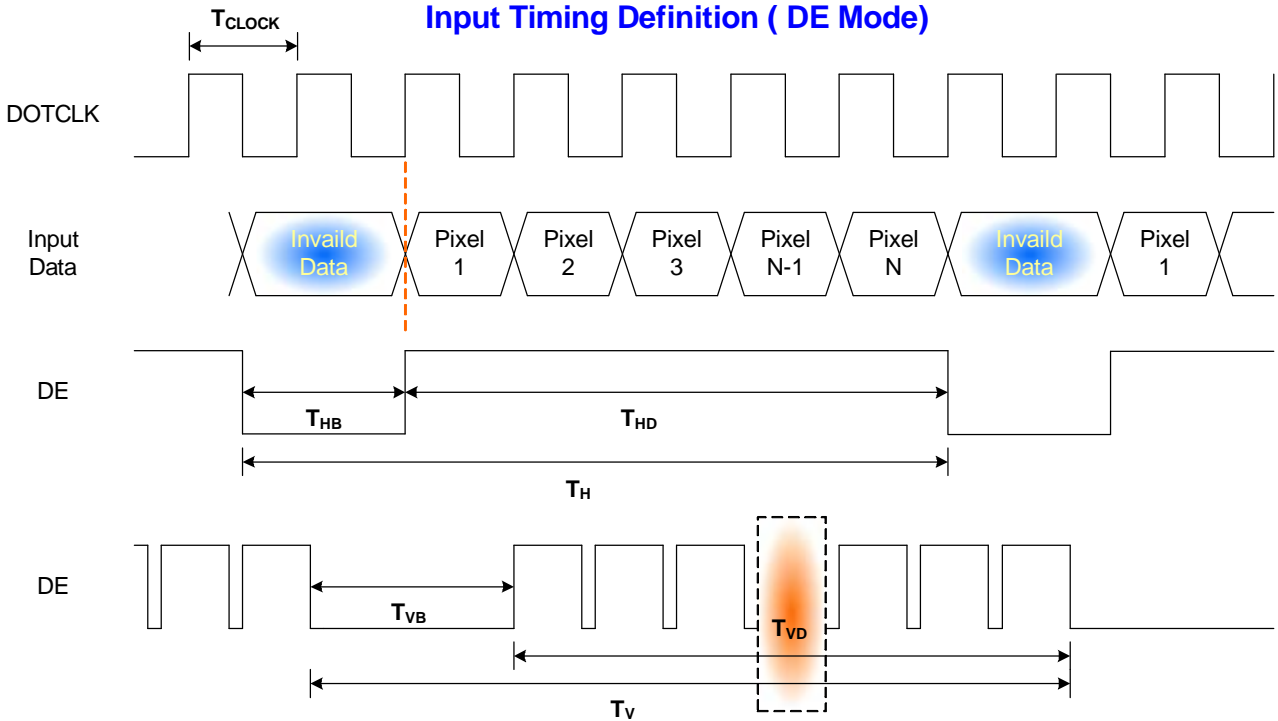 Input Timing Definition ( DE Mode)
TCLOCK
DOTCLK
Input
Data
Invaild
Data
Pixel
1
Pixel
2
Pixel
3
Pixel
N-1
Pixel
N
Invaild
Data
Pixel
1
DE
THB
THD
TH
DE
TVB
TVD
TV